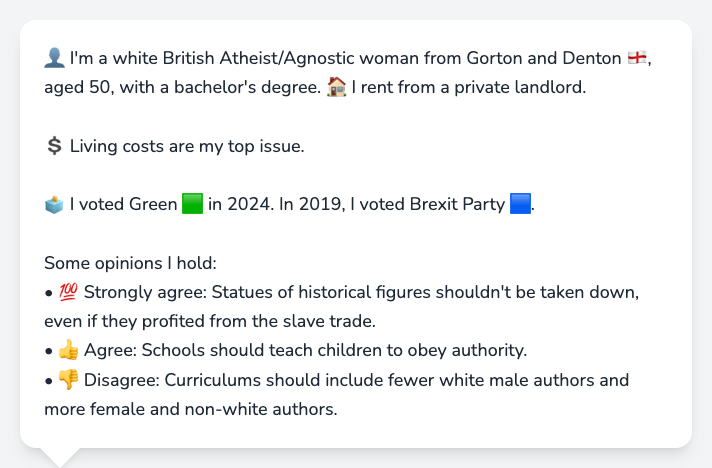 👤 I'm a white British Atheist/Agnostic woman from Gorton and Denton 🏴󠁧󠁢󠁥󠁮󠁧󠁿,
aged 50, with a bachelor's degree. 🏠 I rent from a private landlord.
💲 Living costs are my top issue.
🗳️ I voted Green 🟩 in 2024. In 2019, I voted Brexit Party 🟦.
Some opinions I hold:
• 💯 Strongly agree: Statues of historical figures shouldn't be taken down,
even if they profited from the slave trade.
• 👍 Agree: Schools should teach children to obey authority.
• 👎 Disagree: Curriculums should include fewer white male authors and
more female and non-white authors.